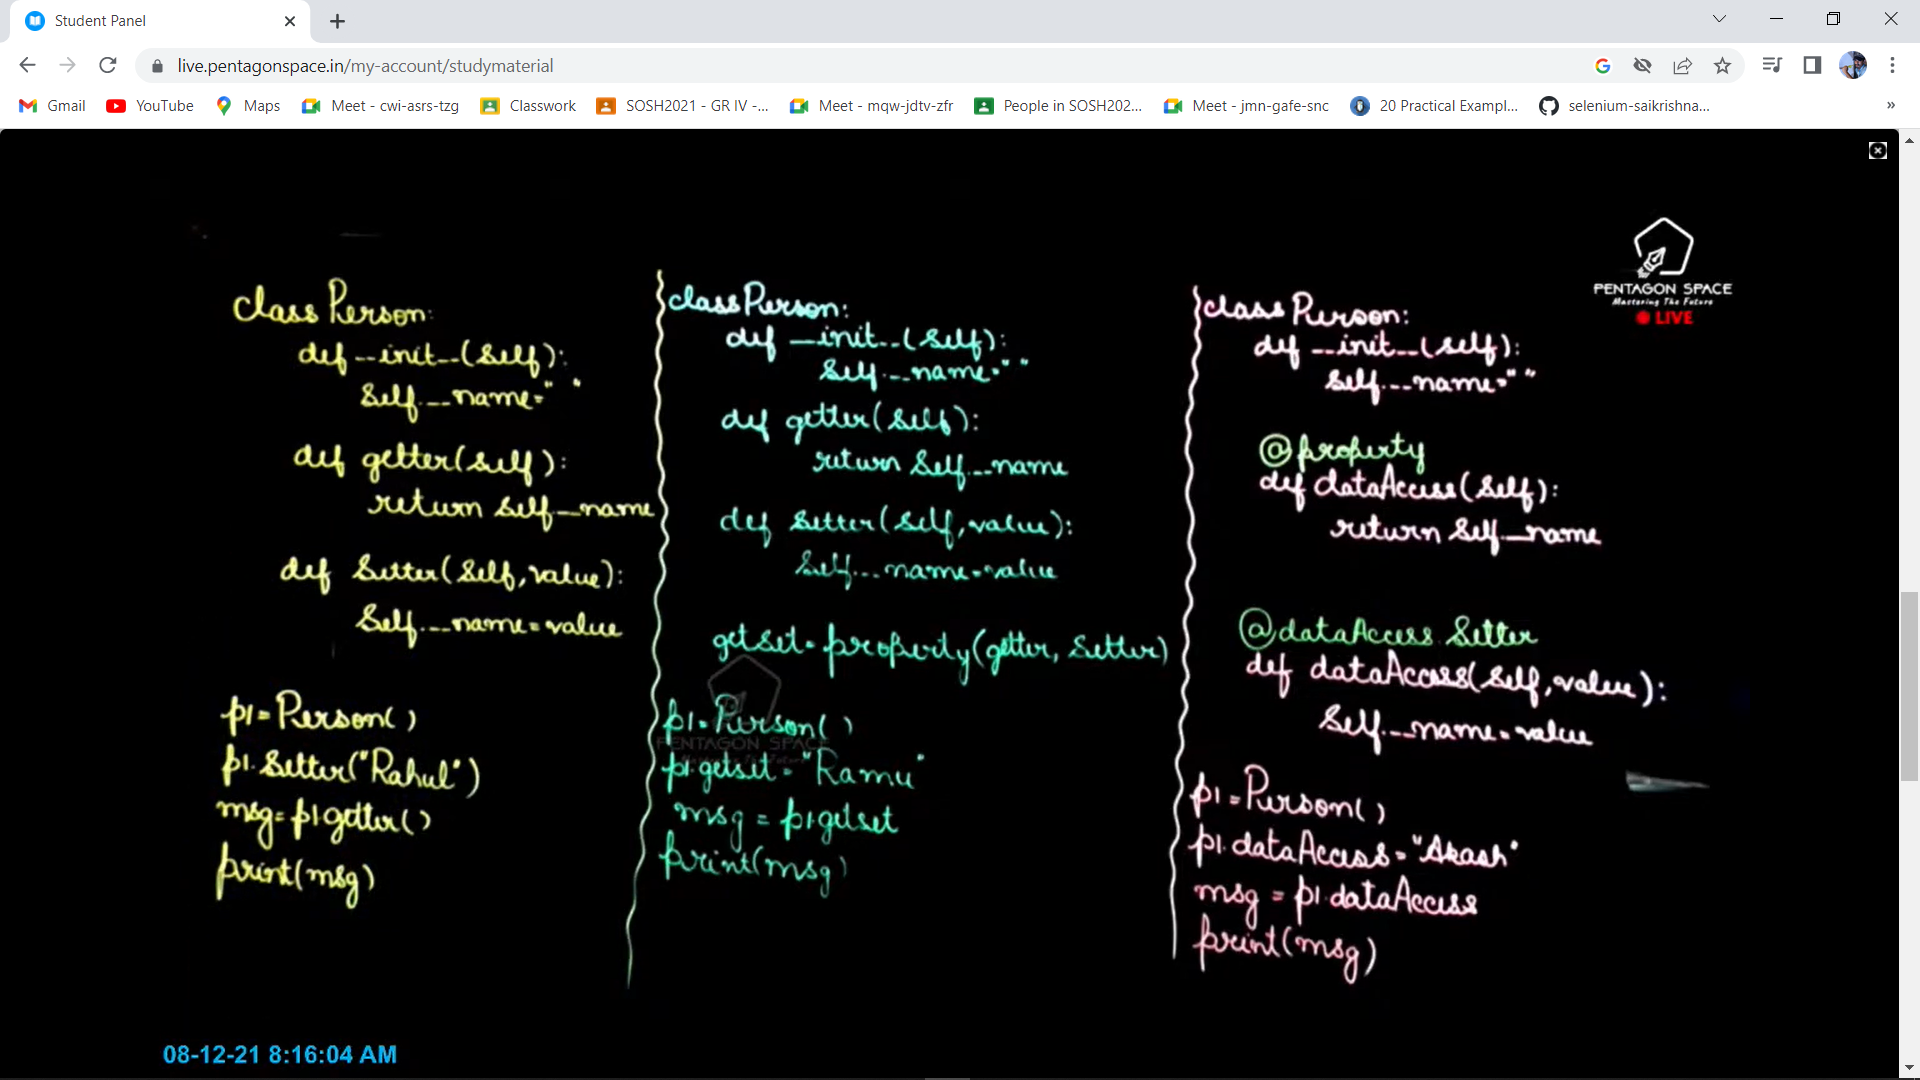 Student Panel
live.pentagonspace.in/my-account/studymaterial
Gmail YouTube Maps Meet - cwi-asrs-tzg Classwork SOSH2021 - GR IV -... Meet - mqw-jdtv-zfr People in SOSH202... Meet - jmn-gafe-snc 20 Practical Exampl... selenium-saikrishna... »
PENTAGON SPACE
Mastering The Future
LIVE
class Person:
def __init__(self):
self.__name=" "
def getter(self):
return self.__name
def setter(self,value):
self.__name=value
p1=Person()
p1.setter("Rahul")
msg=p1.getter()
print(msg)
class Person:
def __init__(self):
self.__name=" "
def getter(self):
return self.__name
def setter(self,value):
self.__name=value
getset=property(getter, setter)
PENTAGON SPACE
Mastering The Future
p1=Person()
p1.getset="Ramu"
msg=p1.getset
print(msg)
class Person:
def __init__(self):
self.__name=" "
@property
def dataAccess(self):
return self.__name
@dataAccess.setter
def dataAccess(self,value):
self.__name=value
p1=Person()
p1.dataAccess="Akash"
msg=p1.dataAccess
print(msg)
08-12-21 8:16:04 AM